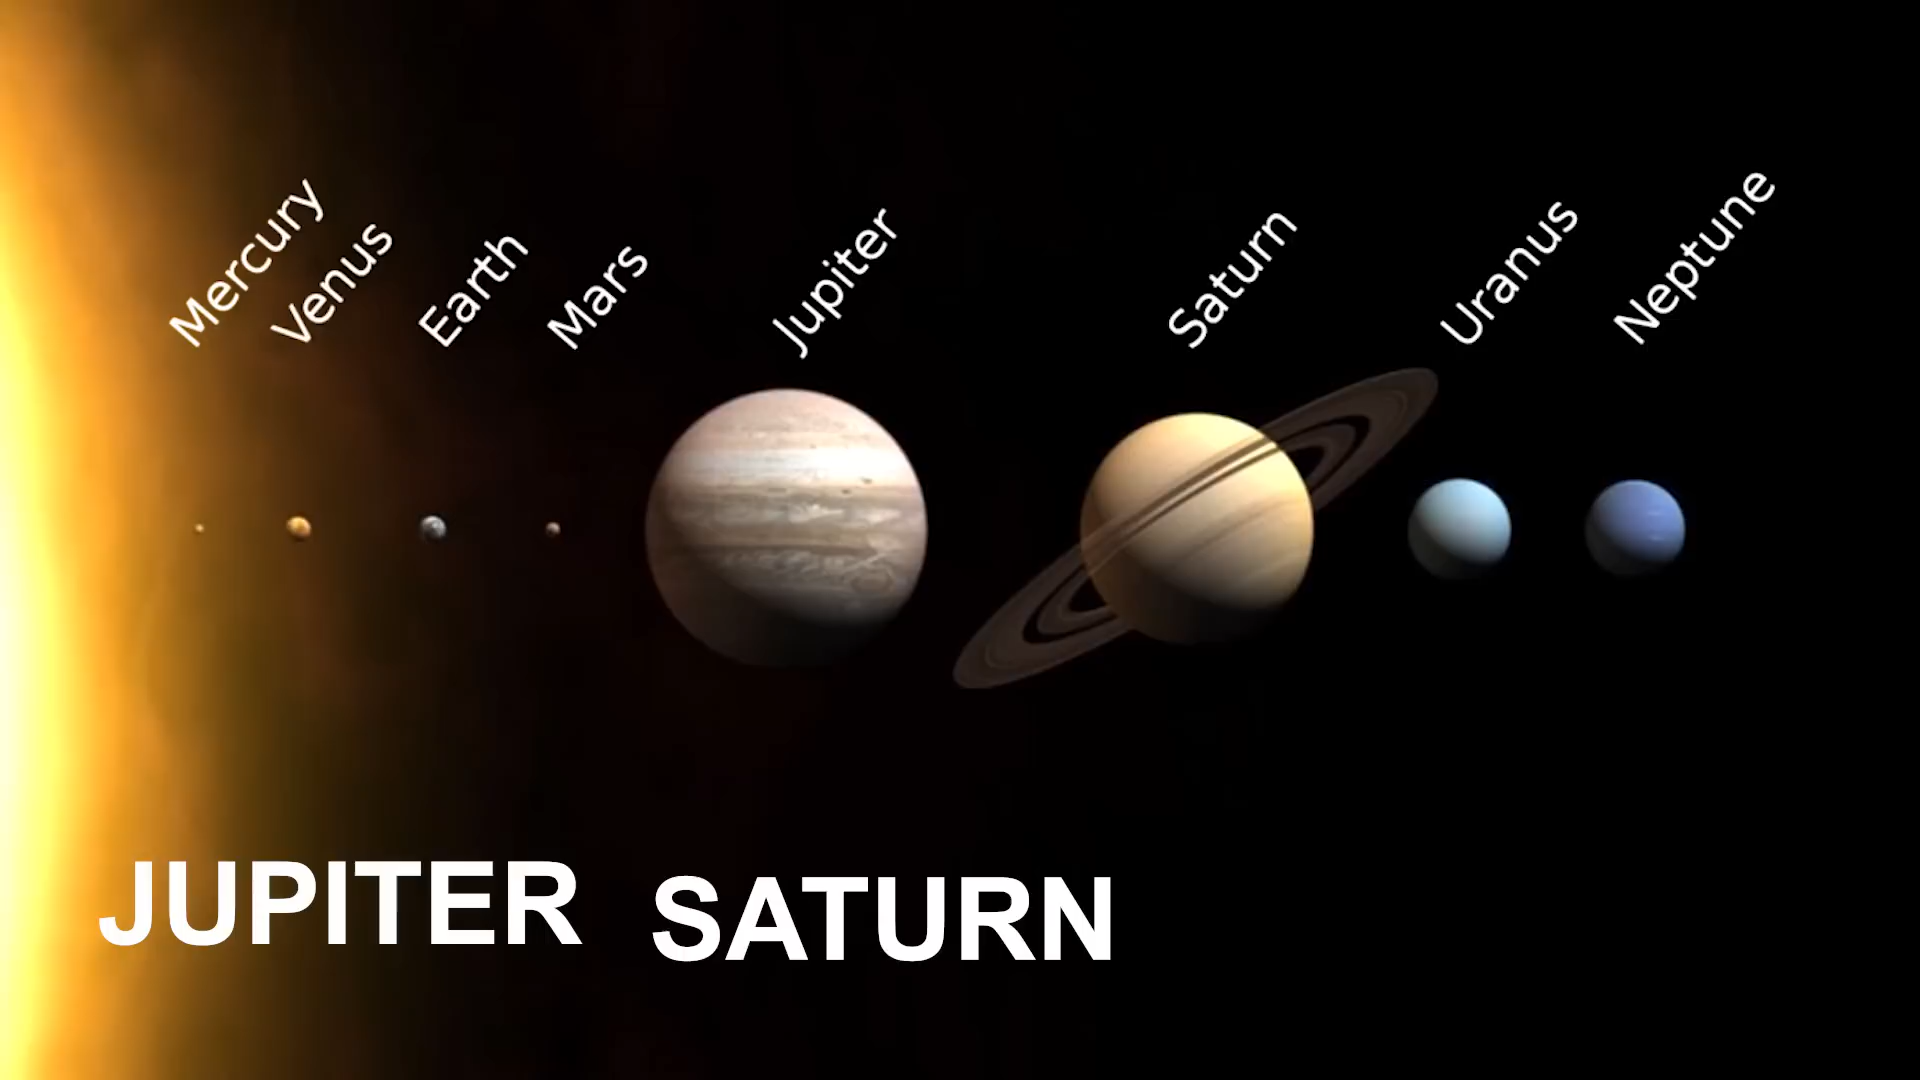 Mercury
Venus
Earth
Mars
Jupiter
Saturn
Uranus
Neptune
JUPITER SATURN